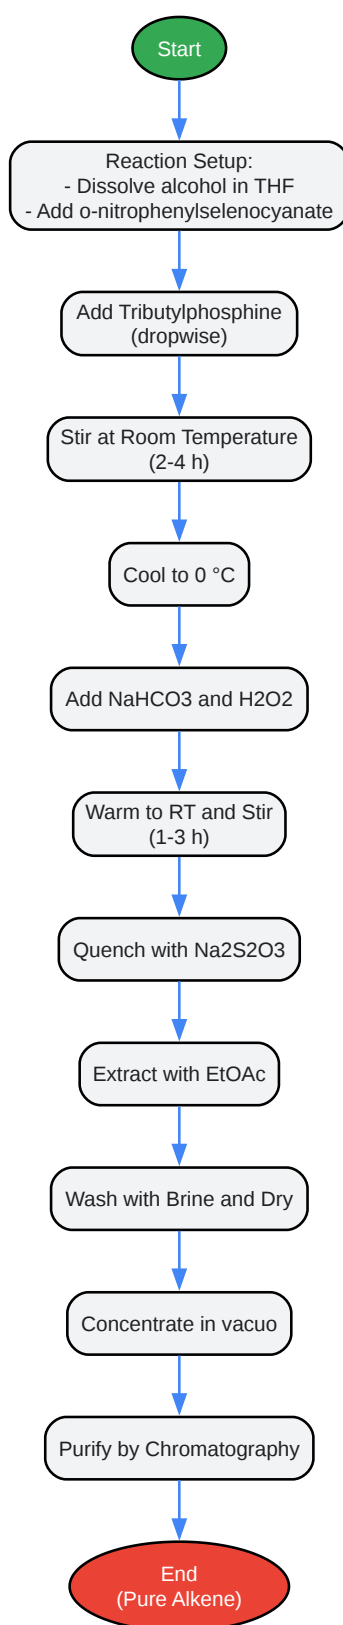 Start
Reaction Setup:
- Dissolve alcohol in THF
- Add o-nitrophenylselenocyanate
Add Tributylphosphine
(dropwise)
Stir at Room Temperature
(2-4 h)
Cool to 0 °C
Add NaHCO3 and H2O2
Warm to RT and Stir
(1-3 h)
Quench with Na2S2O3
Extract with EtOAc
Wash with Brine and Dry
Concentrate in vacuo
Purify by Chromatography
End
(Pure Alkene)